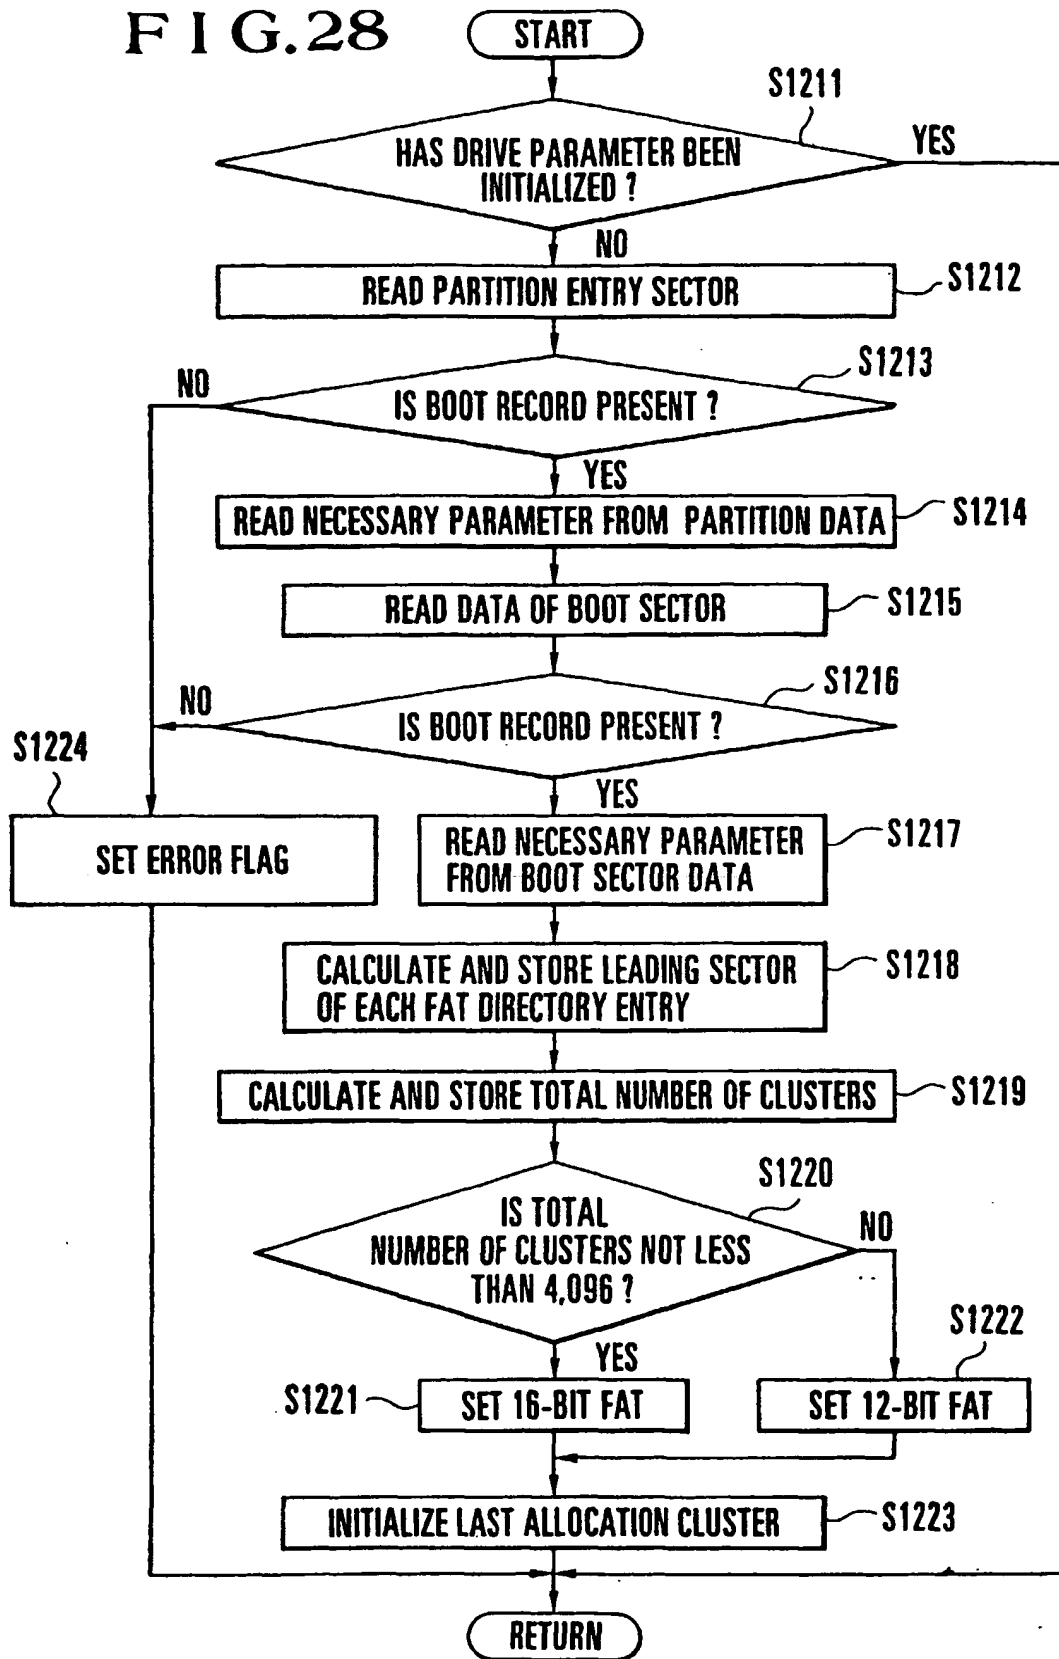 FIG.28
START
S1211
HAS DRIVE PARAMETER BEEN
INITIALIZED ?
YES
NO
READ PARTITION ENTRY SECTOR
S1212
S1213
NO
IS BOOT RECORD PRESENT ?
YES
READ NECESSARY PARAMETER FROM PARTITION DATA
S1214
READ DATA OF BOOT SECTOR
S1215
S1216
NO
IS BOOT RECORD PRESENT ?
S1224
YES
SET ERROR FLAG
READ NECESSARY PARAMETER
FROM BOOT SECTOR DATA
S1217
CALCULATE AND STORE LEADING SECTOR
OF EACH FAT DIRECTORY ENTRY
S1218
CALCULATE AND STORE TOTAL NUMBER OF CLUSTERS
S1219
S1220
IS TOTAL
NUMBER OF CLUSTERS NOT LESS
THAN 4,096 ?
NO
YES
S1222
S1221
SET 16-BIT FAT
SET 12-BIT FAT
INITIALIZE LAST ALLOCATION CLUSTER
S1223
RETURN